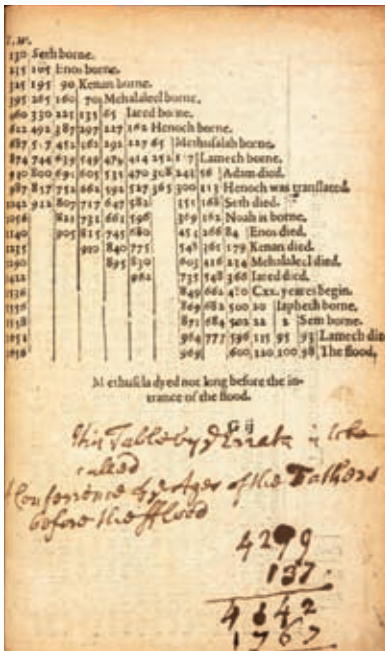 130 Seth borne.
235 105 Enos borne.
325 195 90 Kenan borne.
395 265 160 70 Mehalaleel borne.
460 330 225 135 65 Iared borne.
622 492 387 297 227 162 Henoch borne.
687 557 452 362 292 227 65 Methusalah borne.
874 744 639 549 479 414 252 187 Lamech borne.
930 800 695 605 535 470 308 243 56 Adam died.
987 857 752 662 592 527 365 300 113 Henoch was translated.
1042 912 807 717 647 582 355 168 Seth died.
1056 821 731 661 596 369 182 Noah is borne.
1140 905 815 745 680 453 266 84 Enos died.
1235 910 840 775 548 361 179 Kenan died.
1290 895 830 603 416 234 Mehalaleel died.
1422 962 735 548 366 Iared died.
1536 849 662 480 Cxx. yeares begin.
1556 869 682 500 20 Iapheth borne.
1558 871 684 502 22 2 Sem borne.
1651 964 777 595 115 95 93 Lamech died
1656 969 600 120 100 98 The flood.
Methusela dyed not long before the in-
trance of the flood.
G ij
This Table by ye Errata is to be
called
Conference of ye Ages of the Fathers
before the Flood
4299
137
4342
1767